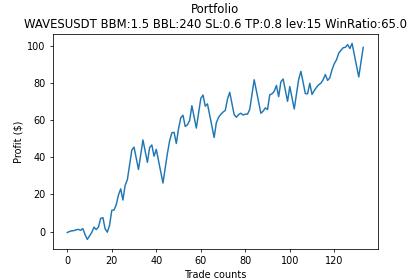 Portfolio
WAVESUSDT BBM:1.5 BBL:240 SL:0.6 TP:0.8 lev:15 WinRatio:65.0
100
80
60
40
20
0
Profit ($)
0 20 40 60 80 100 120
Trade counts